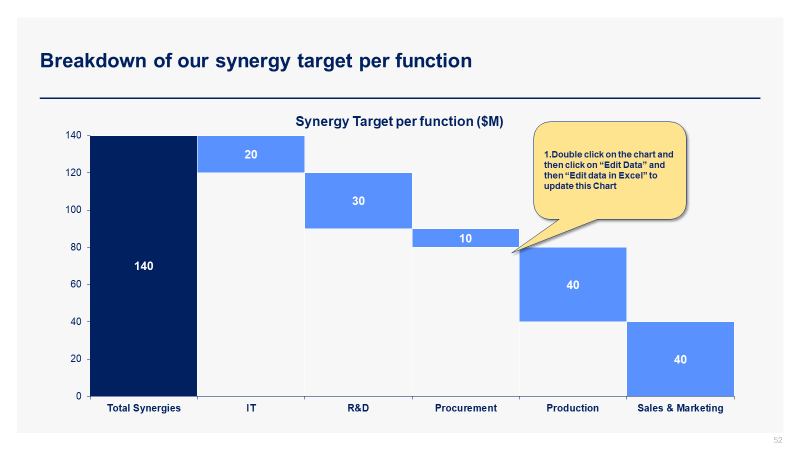 Breakdown of our synergy target per function
Synergy Target per function ($M)
1.Double click on the chart and
then click on “Edit Data” and
then “Edit data in Excel” to
update this Chart
140
120
100
80
60
40
20
0
140
20
30
10
40
40
Total Synergies
IT
R&D
Procurement
Production
Sales & Marketing
52